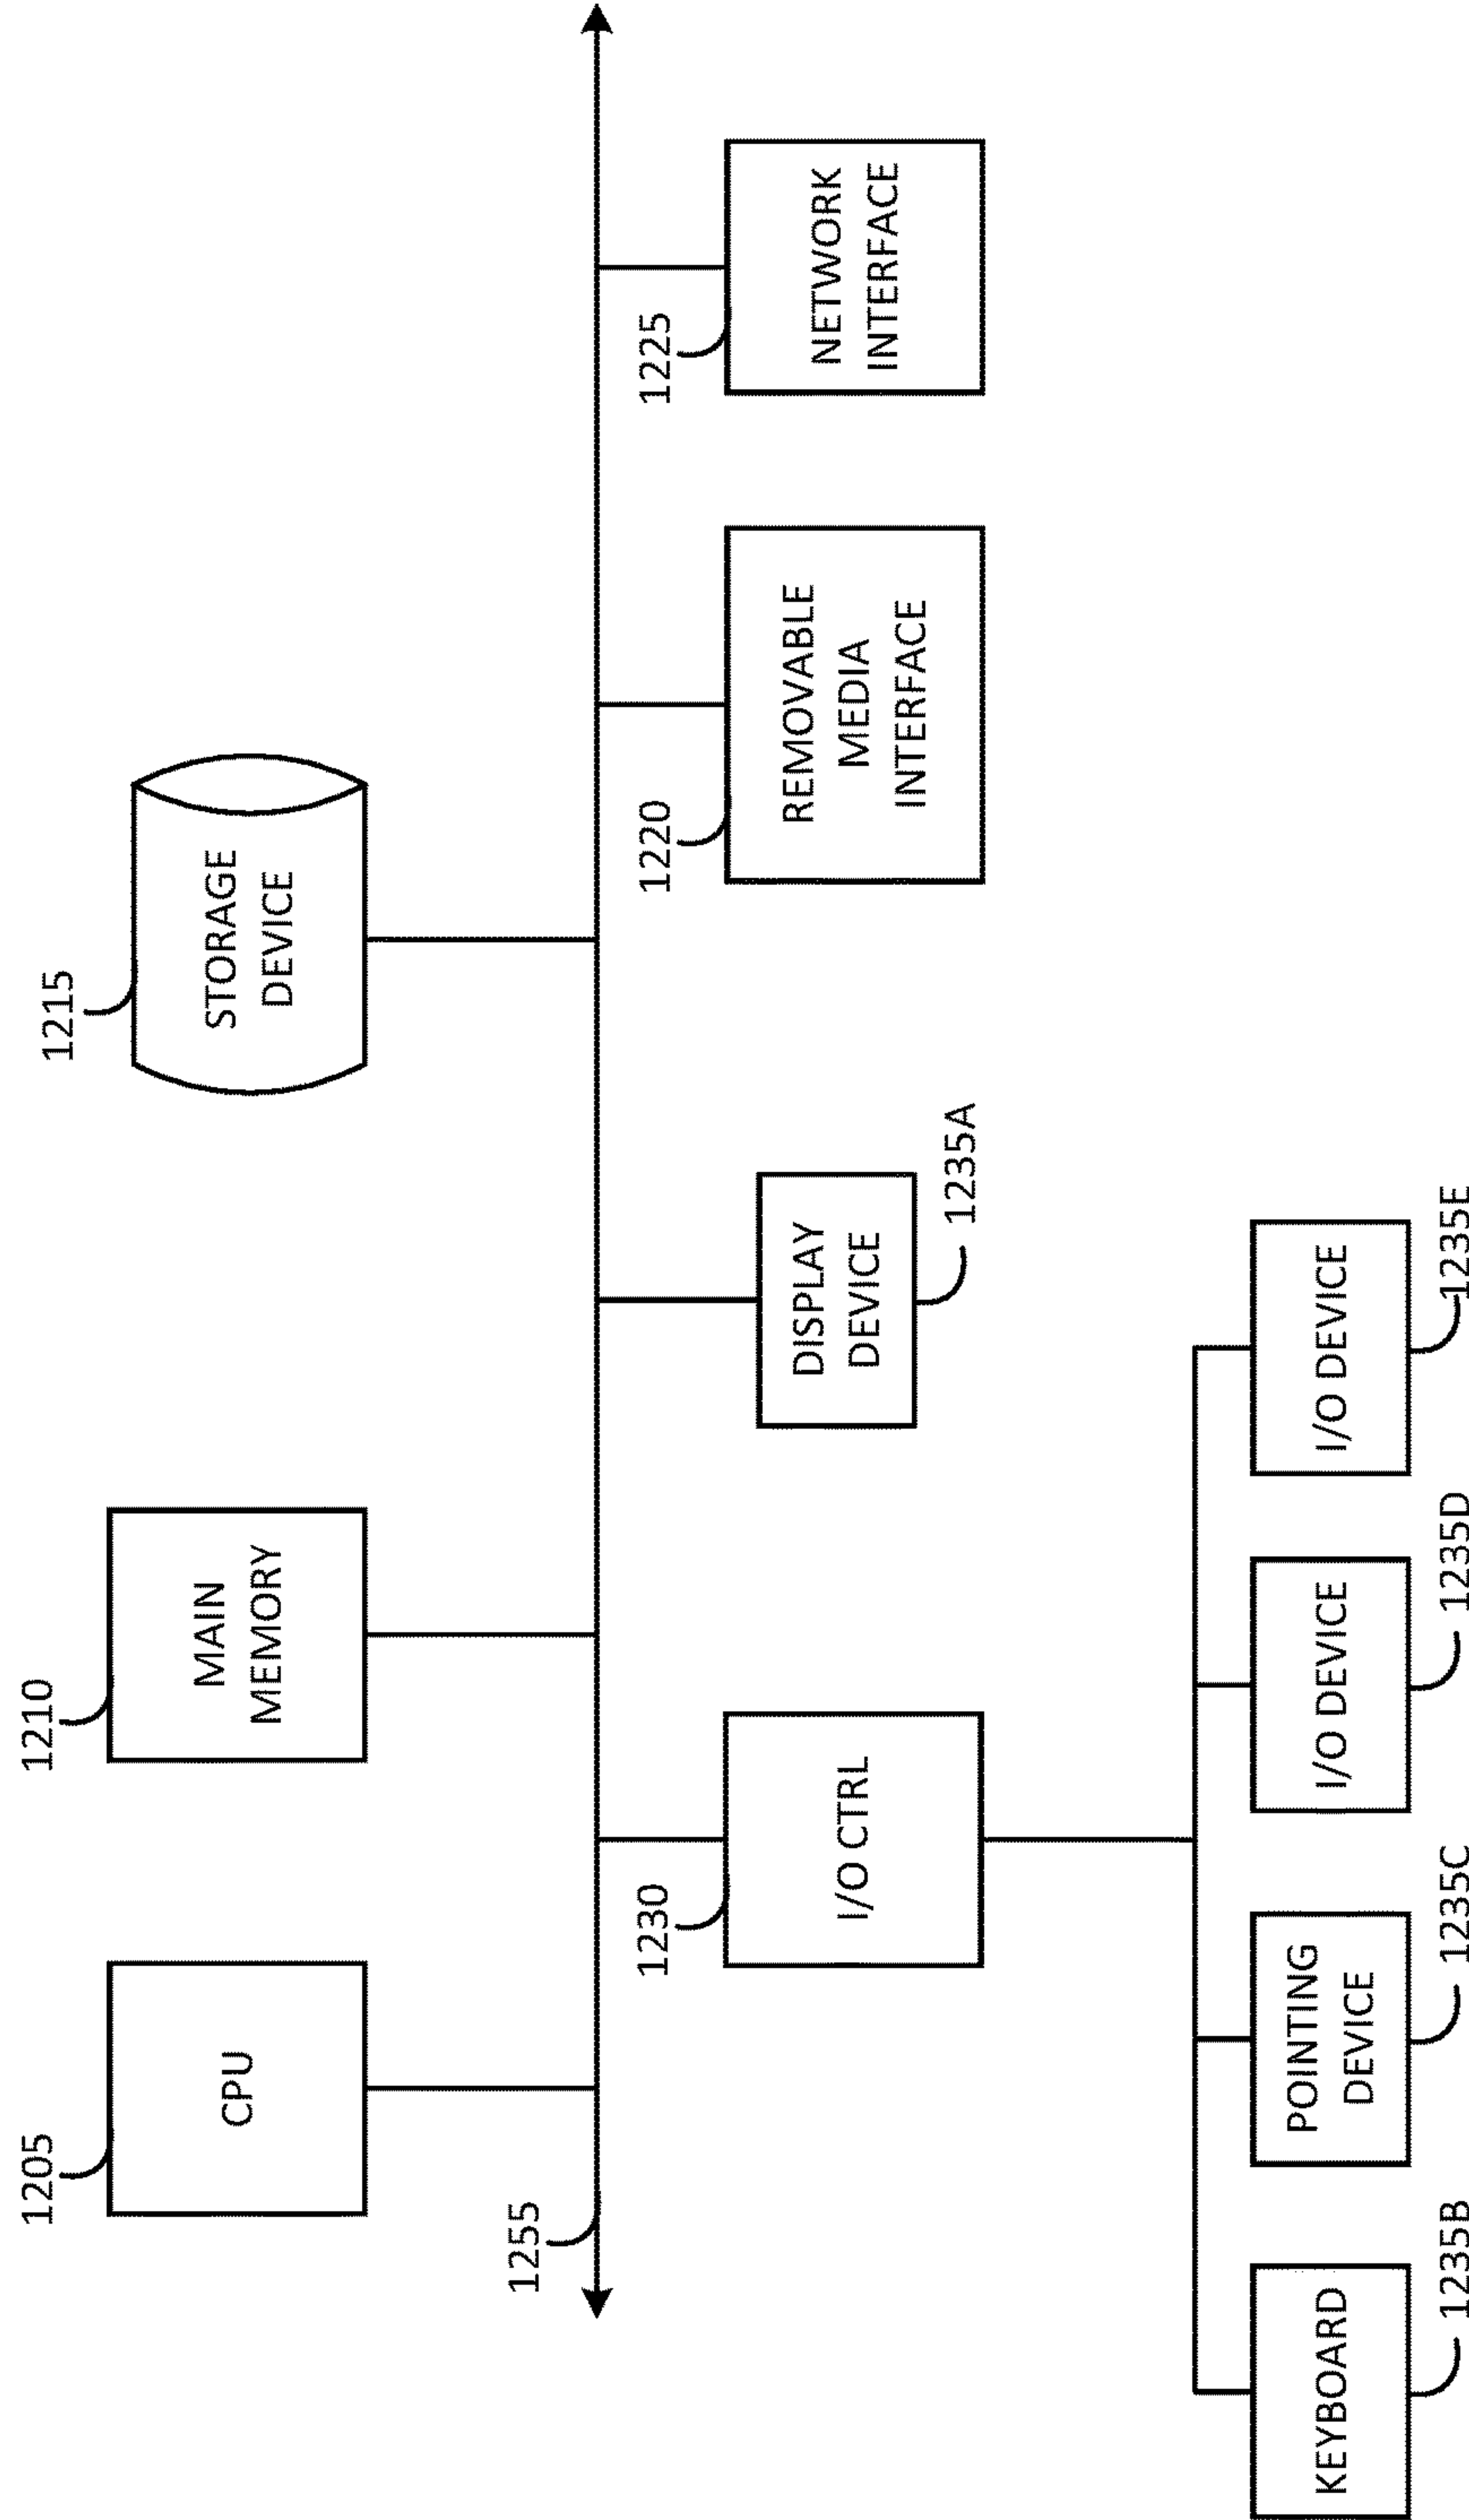 1205
CPU
1210
MAIN
MEMORY
1215
STORAGE
DEVICE
1255
1230
I/O CTRL
DISPLAY
DEVICE
1235A
1220
REMOVABLE
MEDIA
INTERFACE
1225
NETWORK
INTERFACE
KEYBOARD
1235B
POINTING
DEVICE
1235C
I/O DEVICE
1235D
I/O DEVICE
1235E